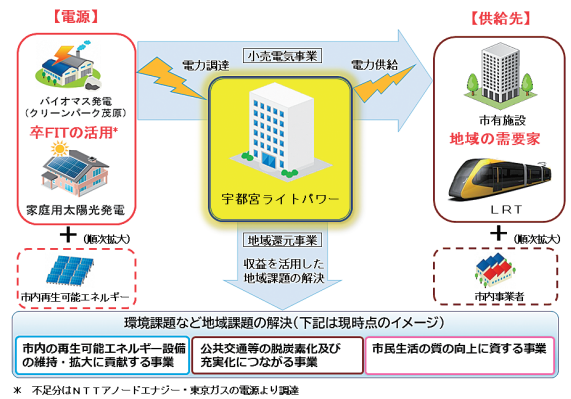 【電源】
【供給先】
小売電気事業
電力調達
電力供給
バイオマス発電
（クリーンパーク茂原）
卒FITの活用*
家庭用太陽光発電
宇都宮ライトパワー
市有施設
地域の需要家
LRT
＋（順次拡大）
＋（順次拡大）
市内再生可能エネルギー
地域還元事業
収益を活用した
地域課題の解決
市内事業者
環境課題など地域課題の解決（下記は現時点のイメージ）
市内の再生可能エネルギー設備
の維持・拡大に貢献する事業
公共交通等の脱炭素化及び
充実化につながる事業
市民生活の質の向上に資する事業
＊ 不足分はNTTアノードエナジー・東京ガスの電源より調達